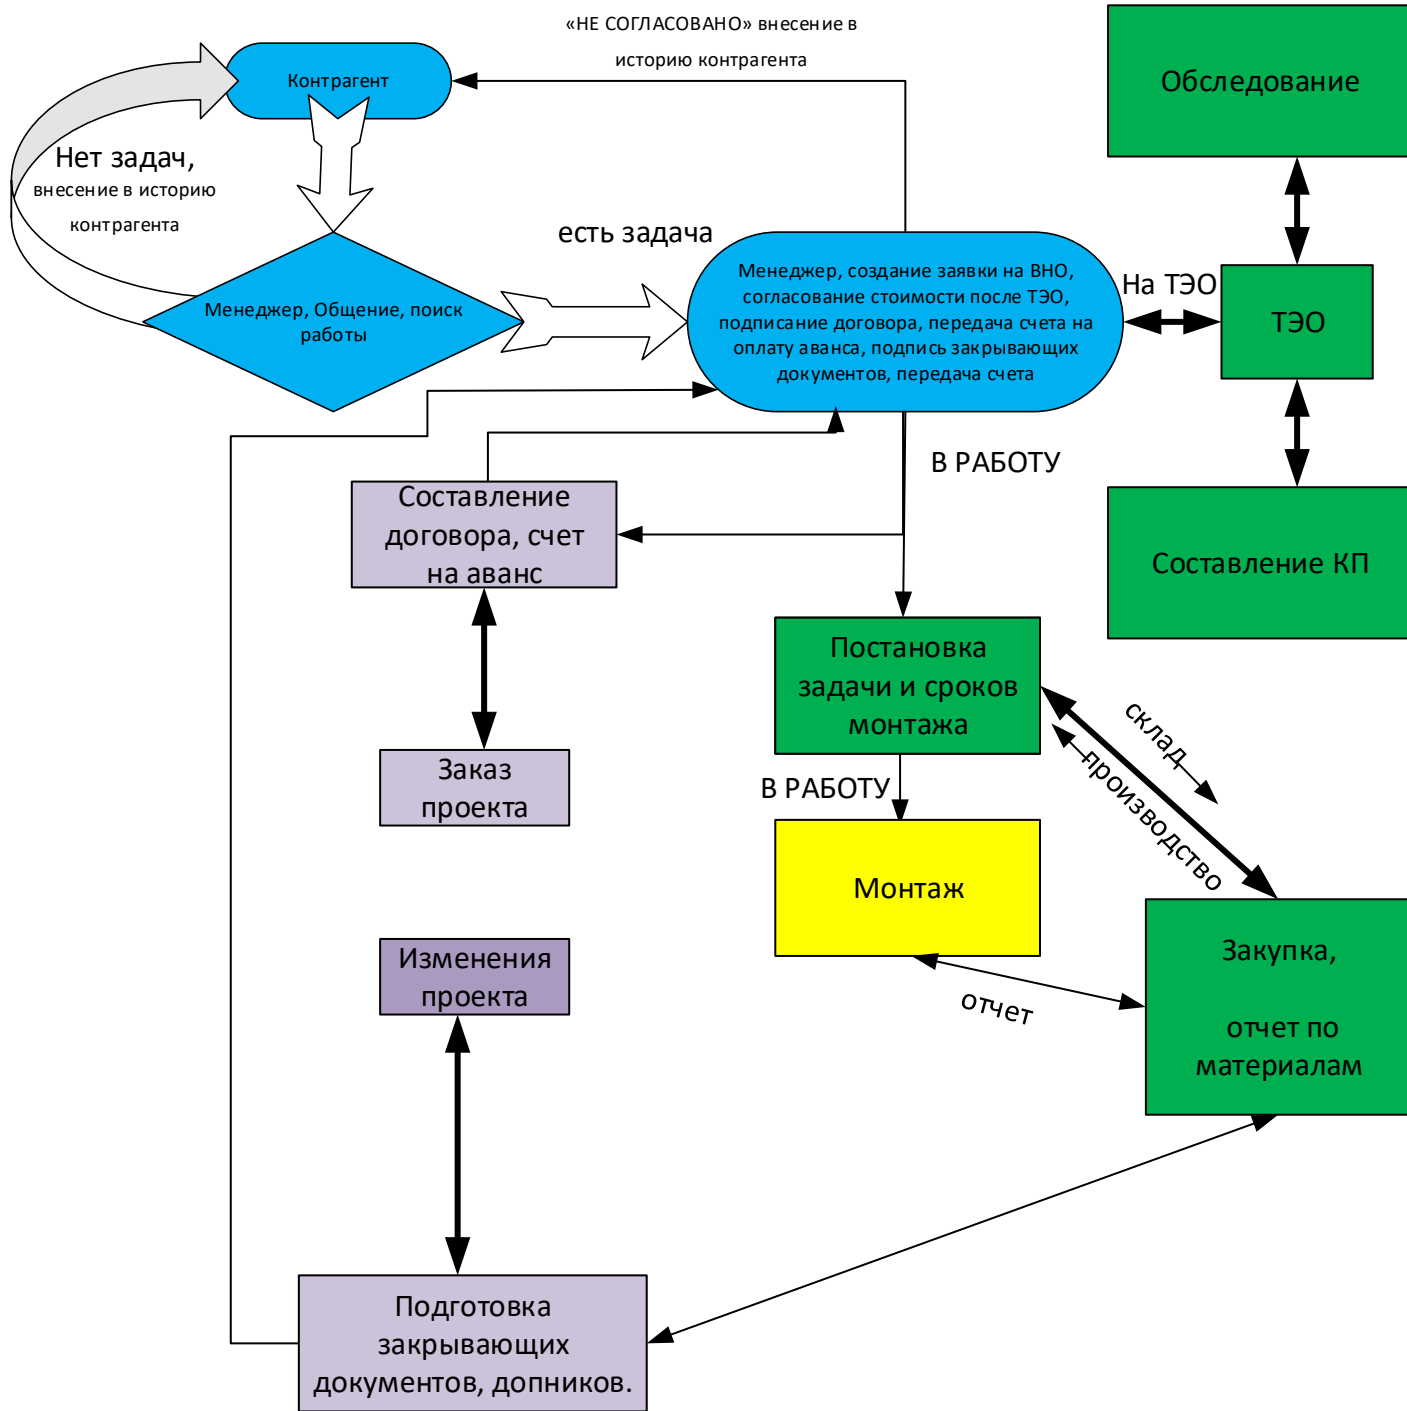 «НЕ СОГЛАСОВАНО» внесение в
историю контрагента
Контрагент
Обследование
Нет задач,
внесение в историю
контрагента
есть задача
Менеджер, Общение, поиск
работы
Менеджер, создание заявки на ВНО,
согласование стоимости после ТЭО,
подписание договора, передача счета на
оплату аванса, подпись закрывающих
документов, передача счета
На ТЭО
ТЭО
В РАБОТУ
Составление
договора, счет
на аванс
Составление КП
Постановка
задачи и сроков
монтажа
склад
производство
Заказ
проекта
В РАБОТУ
Монтаж
Изменения
проекта
отчет
Закупка,
отчет по
материалам
Подготовка
закрывающих
документов, допников.